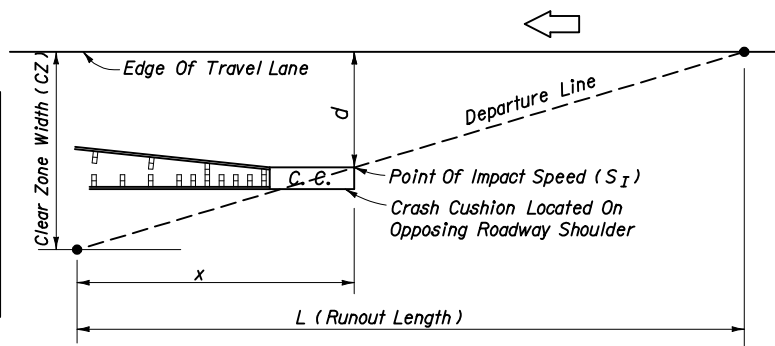 Edge Of Travel Lane
Clear Zone Width (CZ)
d
Departure Line
C. C.
Point Of Impact Speed (SI)
Crash Cushion Located On
Opposing Roadway Shoulder
x
L (Runout Length)